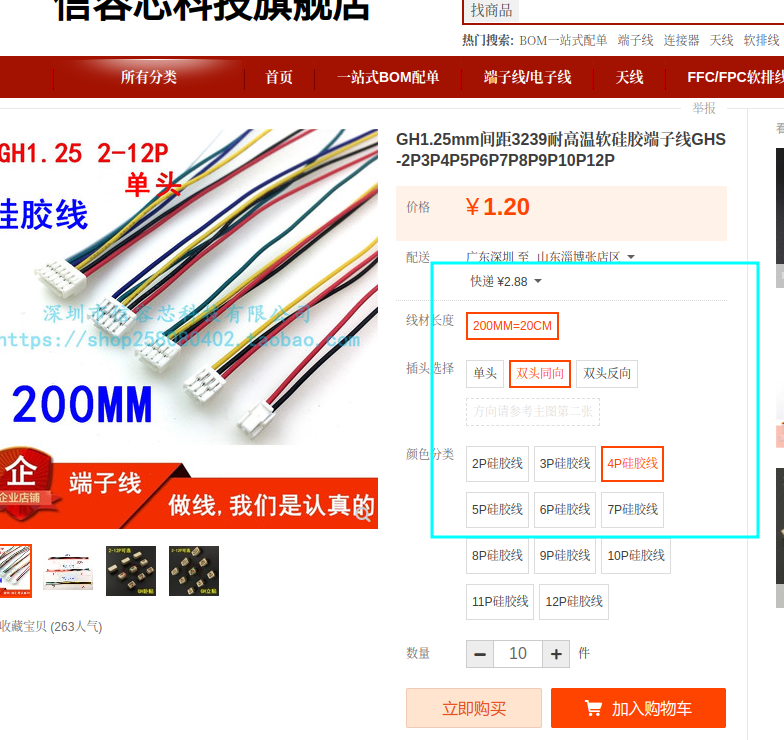 信容芯科技旗舰店
找商品
热门搜索: BOM一站式配单 端子线 连接器 天线 软排线
所有分类 首页 一站式BOM配单 端子线/电子线 天线 FFC/FPC软排线
举报
GH1.25 2-12P
单头
硅胶线
深圳市信容芯科技有限公司
https://shop258080402.taobao.com
200MM
企
企业店铺
端子线
做线, 我们是认真的
收藏宝贝 (263人气)
GH1.25mm间距3239耐高温软硅胶端子线GHS
-2P3P4P5P6P7P8P9P10P12P
价格 ¥1.20
配送 广东深圳 至 山东淄博张店区
快递 ¥2.88
线材长度 200MM=20CM
插头选择 单头 双头同向 双头反向
方向请参考主图第二张
颜色分类 2P硅胶线 3P硅胶线 4P硅胶线
5P硅胶线 6P硅胶线 7P硅胶线
8P硅胶线 9P硅胶线 10P硅胶线
11P硅胶线 12P硅胶线
数量 − 10 + 件
立即购买 加入购物车